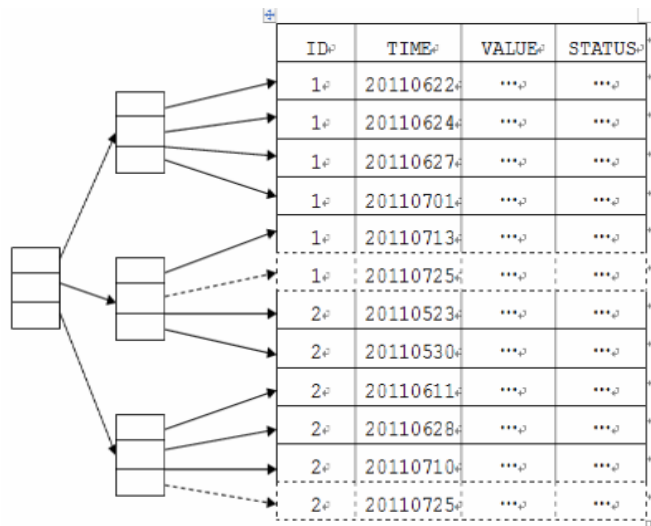 ID TIME VALUE STATUS
1 20110622 ... ...
1 20110624 ... ...
1 20110627 ... ...
1 20110701 ... ...
1 20110713 ... ...
1 20110725 ... ...
2 20110523 ... ...
2 20110530 ... ...
2 20110611 ... ...
2 20110628 ... ...
2 20110710 ... ...
2 20110725 ... ...